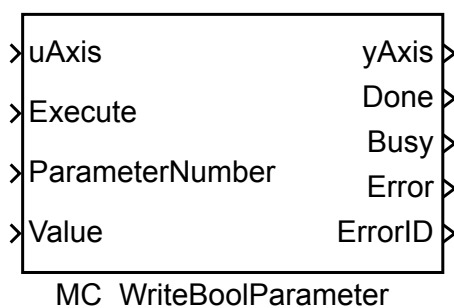 uAxis
yAxis
Execute
Done
Busy
ParameterNumber
Error
Value
ErrorID
MC_WriteBoolParameter